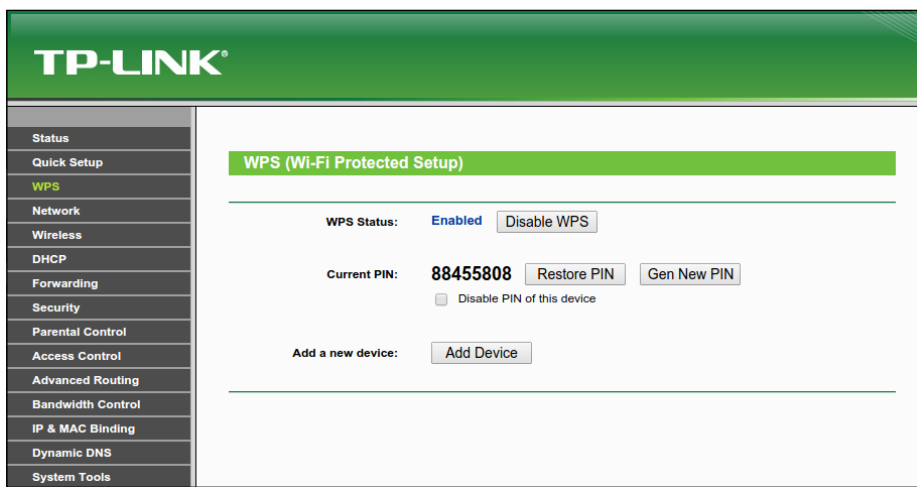 TP-LINK®
Status
Quick Setup
WPS
Network
Wireless
DHCP
Forwarding
Security
Parental Control
Access Control
Advanced Routing
Bandwidth Control
IP & MAC Binding
Dynamic DNS
System Tools
WPS (Wi-Fi Protected Setup)
WPS Status: Enabled Disable WPS
Current PIN: 88455808 Restore PIN Gen New PIN
Disable PIN of this device
Add a new device: Add Device